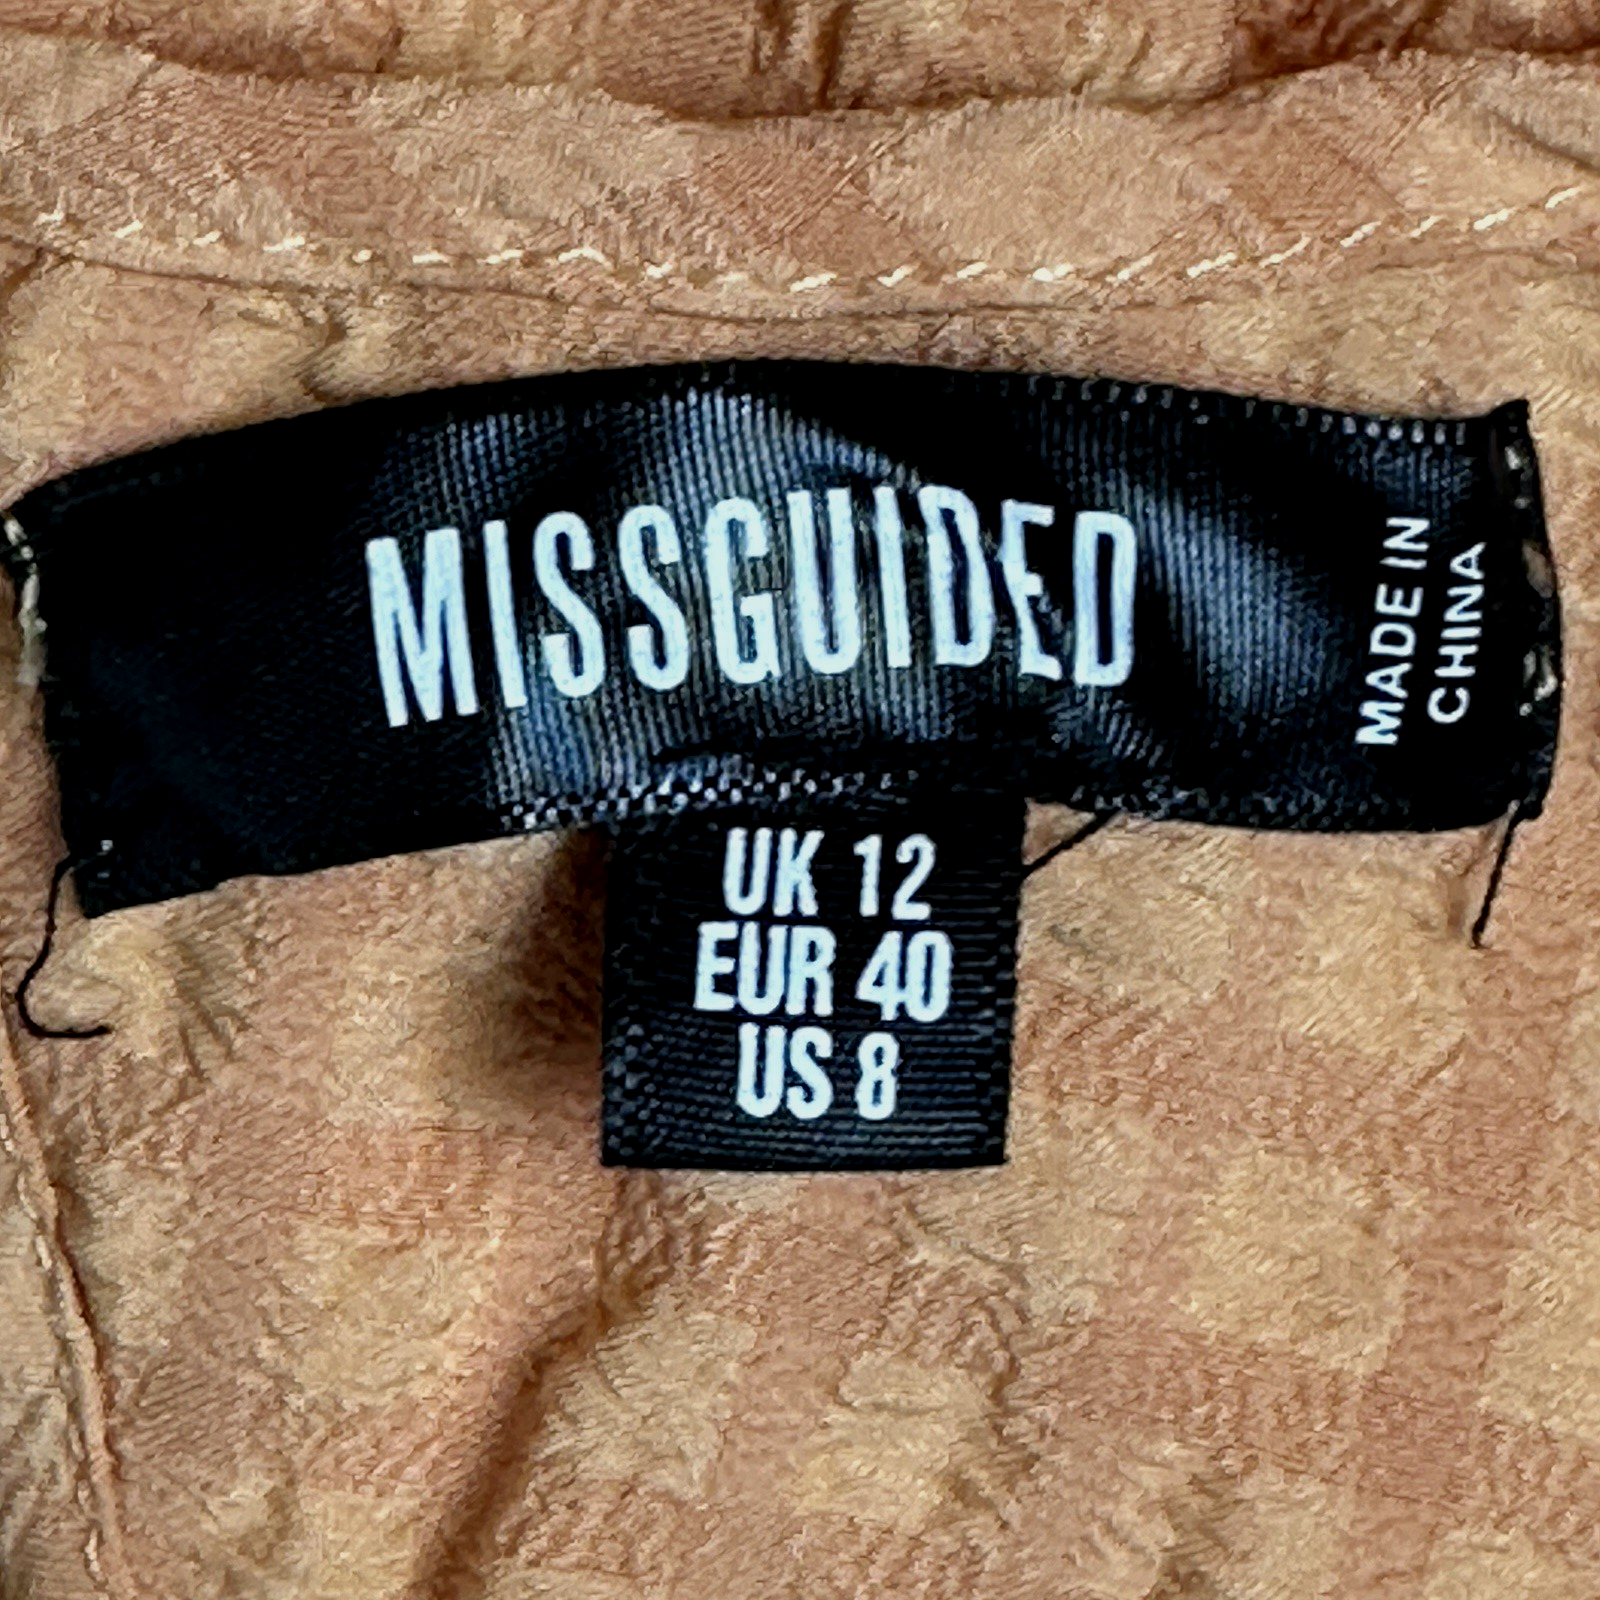 MISSGUIDED
MADE IN
CHINA
UK 12
EUR 40
US 8